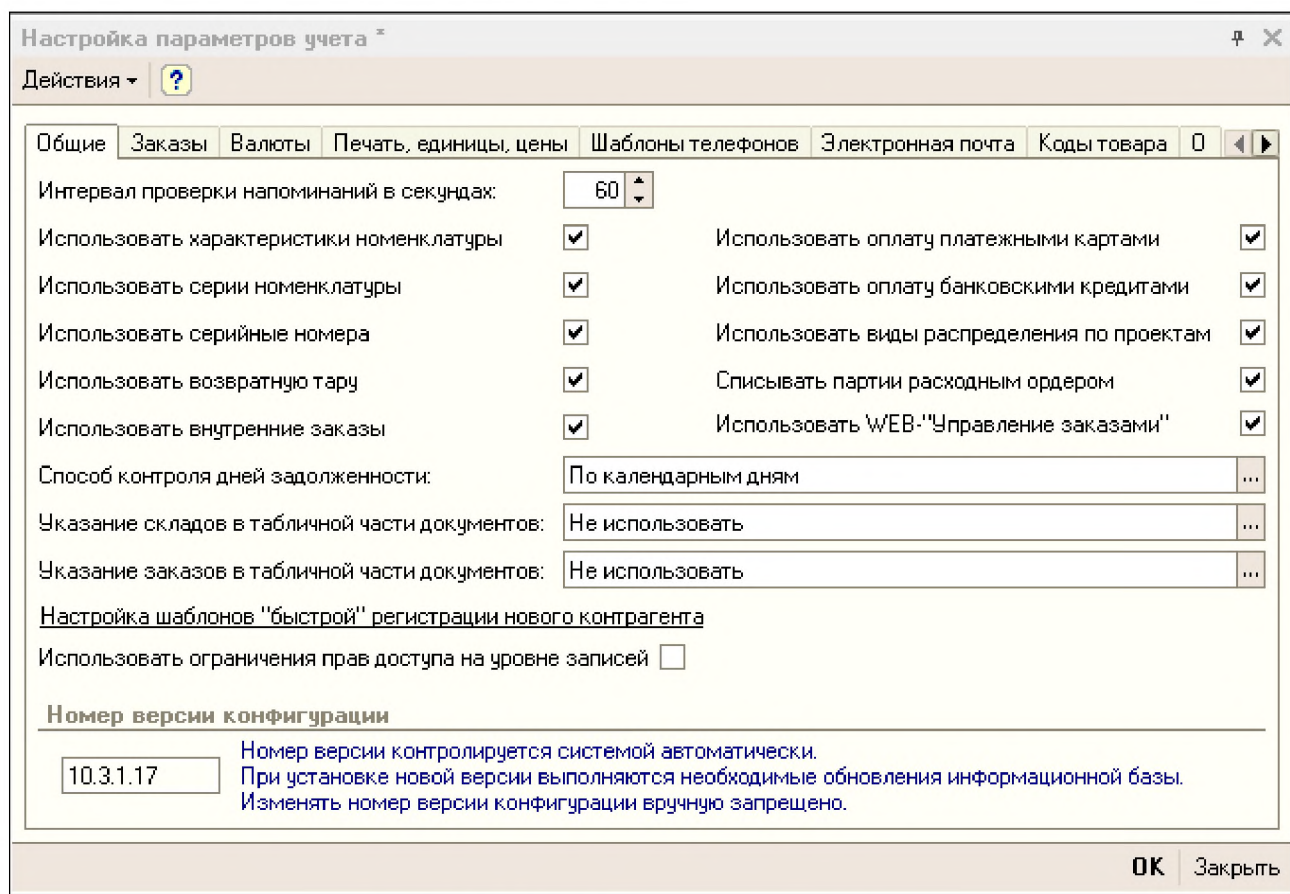 Настройка параметров учета *
Действия
?
Общие Заказы Валюты Печать, единицы, цены Шаблоны телефонов Электронная почта Коды товара О
Интервал проверки напоминаний в секундах: 60
Использовать характеристики номенклатуры Использовать оплату платежными картами
Использовать серии номенклатуры Использовать оплату банковскими кредитами
Использовать серийные номера Использовать виды распределения по проектам
Использовать возвратную тару Списывать партии расходным ордером
Использовать внутренние заказы Использовать WEB-"Управление заказами"
Способ контроля дней задолженности: По календарным дням ...
Указание складов в табличной части документов: Не использовать ...
Указание заказов в табличной части документов: Не использовать ...
Настройка шаблонов "быстрой" регистрации нового контрагента
Использовать ограничения прав доступа на уровне записей
Номер версии конфигурации
Номер версии контролируется системой автоматически.
10.3.1.17 При установке новой версии выполняются необходимые обновления информационной базы.
Изменять номер версии конфигурации вручную запрещено.
OK Закрыть